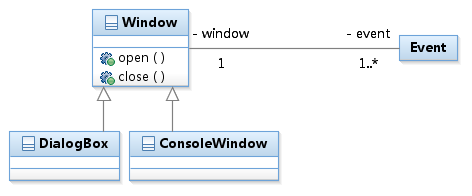 Window
open ( )
close ( )
- window
- event
1
1..*
Event
DialogBox
ConsoleWindow